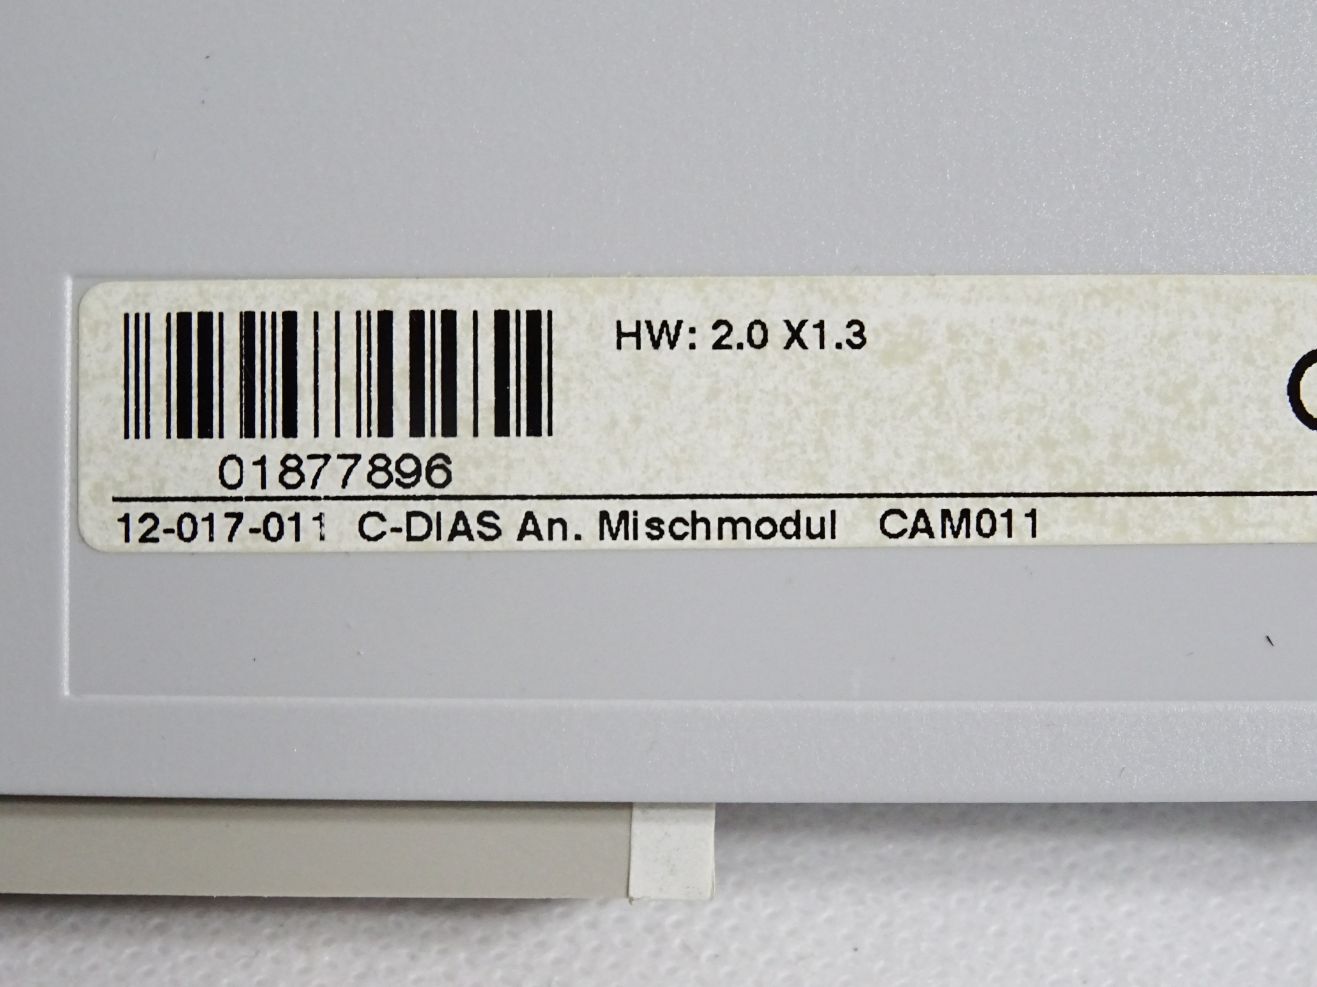 HW: 2.0 X1.3
01877896
12-017-011 C-DIAS An. Mischmodul CAM011